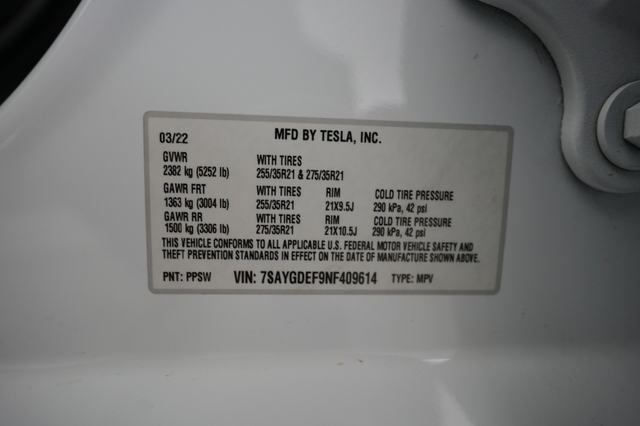 03/22 MFD BY TESLA, INC.
GVWR WITH TIRES
2382 kg (5252 lb) 255/35R21 & 275/35R21
GAWR FRT WITH TIRES RIM COLD TIRE PRESSURE
1363 kg (3004 lb) 255/35R21 21X9.5J 290 kPa, 42 psi
GAWR RR WITH TIRES RIM COLD TIRE PRESSURE
1500 kg (3306 lb) 275/35R21 21X10.5J 290 kPa, 42 psi
THIS VEHICLE CONFORMS TO ALL APPLICABLE U.S. FEDERAL MOTOR VEHICLE SAFETY AND
THEFT PREVENTION STANDARDS IN EFFECT ON THE DATE OF MANUFACTURE SHOWN ABOVE.
PNT: PPSW VIN: 7SAYGDEF9NF409614 TYPE: MPV